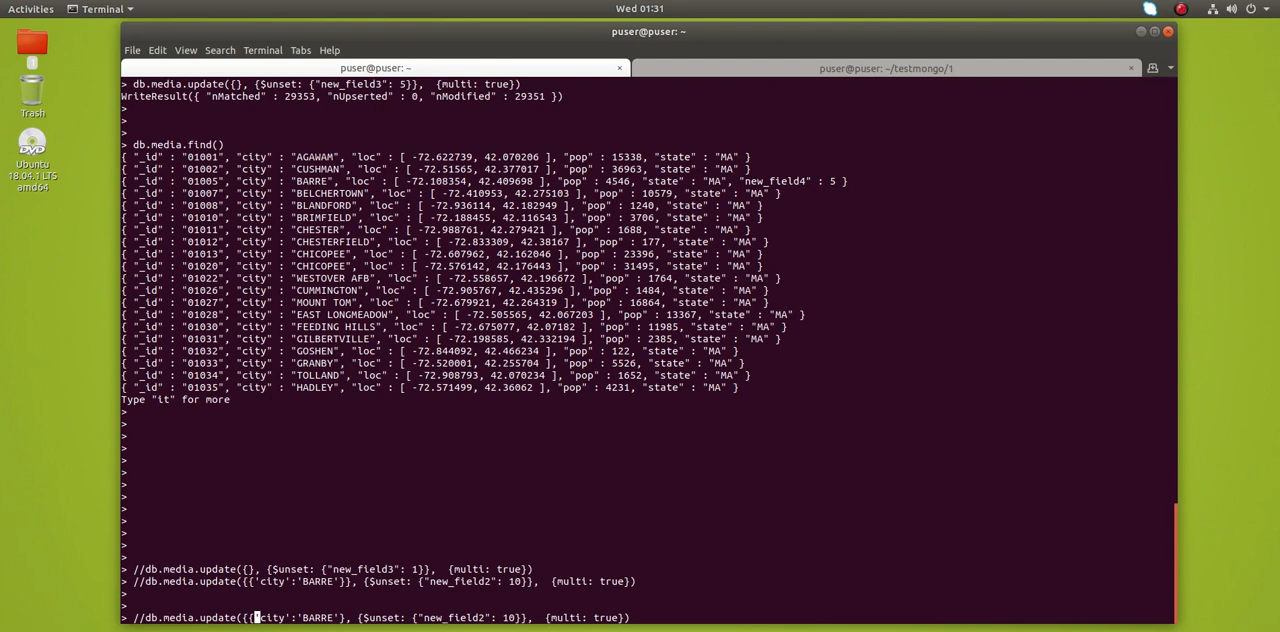 Activities Terminal Wed 01:31
puser@puser: ~
File Edit View Search Terminal Tabs Help
puser@puser: ~ × puser@puser: ~/testmongo/1 ×
1
Trash
Ubuntu
18.04.1 LTS
amd64
> db.media.update({}, {$unset: {"new_field3": 5}},  {multi: true})
WriteResult({ "nMatched" : 29353, "nUpserted" : 0, "nModified" : 29351 })
>
>
>
> db.media.find()
{ "_id" : "01001", "city" : "AGAWAM", "loc" : [ -72.622739, 42.070206 ], "pop" : 15338, "state" : "MA" }
{ "_id" : "01002", "city" : "CUSHMAN", "loc" : [ -72.51565, 42.377017 ], "pop" : 36963, "state" : "MA" }
{ "_id" : "01005", "city" : "BARRE", "loc" : [ -72.108354, 42.409698 ], "pop" : 4546, "state" : "MA", "new_field4" : 5 }
{ "_id" : "01007", "city" : "BELCHERTOWN", "loc" : [ -72.410953, 42.275103 ], "pop" : 10579, "state" : "MA" }
{ "_id" : "01008", "city" : "BLANDFORD", "loc" : [ -72.936114, 42.182949 ], "pop" : 1240, "state" : "MA" }
{ "_id" : "01010", "city" : "BRIMFIELD", "loc" : [ -72.188455, 42.116543 ], "pop" : 3706, "state" : "MA" }
{ "_id" : "01011", "city" : "CHESTER", "loc" : [ -72.988761, 42.279421 ], "pop" : 1688, "state" : "MA" }
{ "_id" : "01012", "city" : "CHESTERFIELD", "loc" : [ -72.833309, 42.38167 ], "pop" : 177, "state" : "MA" }
{ "_id" : "01013", "city" : "CHICOPEE", "loc" : [ -72.607962, 42.162046 ], "pop" : 23396, "state" : "MA" }
{ "_id" : "01020", "city" : "CHICOPEE", "loc" : [ -72.576142, 42.176443 ], "pop" : 31495, "state" : "MA" }
{ "_id" : "01022", "city" : "WESTOVER AFB", "loc" : [ -72.558657, 42.196672 ], "pop" : 1764, "state" : "MA" }
{ "_id" : "01026", "city" : "CUMMINGTON", "loc" : [ -72.905767, 42.435296 ], "pop" : 1484, "state" : "MA" }
{ "_id" : "01027", "city" : "MOUNT TOM", "loc" : [ -72.679921, 42.264319 ], "pop" : 16864, "state" : "MA" }
{ "_id" : "01028", "city" : "EAST LONGMEADOW", "loc" : [ -72.505565, 42.067203 ], "pop" : 13367, "state" : "MA" }
{ "_id" : "01030", "city" : "FEEDING HILLS", "loc" : [ -72.675077, 42.07182 ], "pop" : 11985, "state" : "MA" }
{ "_id" : "01031", "city" : "GILBERTVILLE", "loc" : [ -72.198585, 42.332194 ], "pop" : 2385, "state" : "MA" }
{ "_id" : "01032", "city" : "GOSHEN", "loc" : [ -72.844092, 42.466234 ], "pop" : 122, "state" : "MA" }
{ "_id" : "01033", "city" : "GRANBY", "loc" : [ -72.520001, 42.255704 ], "pop" : 5526, "state" : "MA" }
{ "_id" : "01034", "city" : "TOLLAND", "loc" : [ -72.908793, 42.070234 ], "pop" : 1652, "state" : "MA" }
{ "_id" : "01035", "city" : "HADLEY", "loc" : [ -72.571499, 42.36062 ], "pop" : 4231, "state" : "MA" }
Type "it" for more
>
>
>
>
>
>
>
>
>
>
>
>
>
> //db.media.update({}, {$unset: {"new_field3": 1}},  {multi: true})
> //db.media.update({{'city':'BARRE'}}, {$unset: {"new_field2": 10}},  {multi: true})
>
>
> //db.media.update({{'city':'BARRE'}, {$unset: {"new_field2": 10}},  {multi: true})